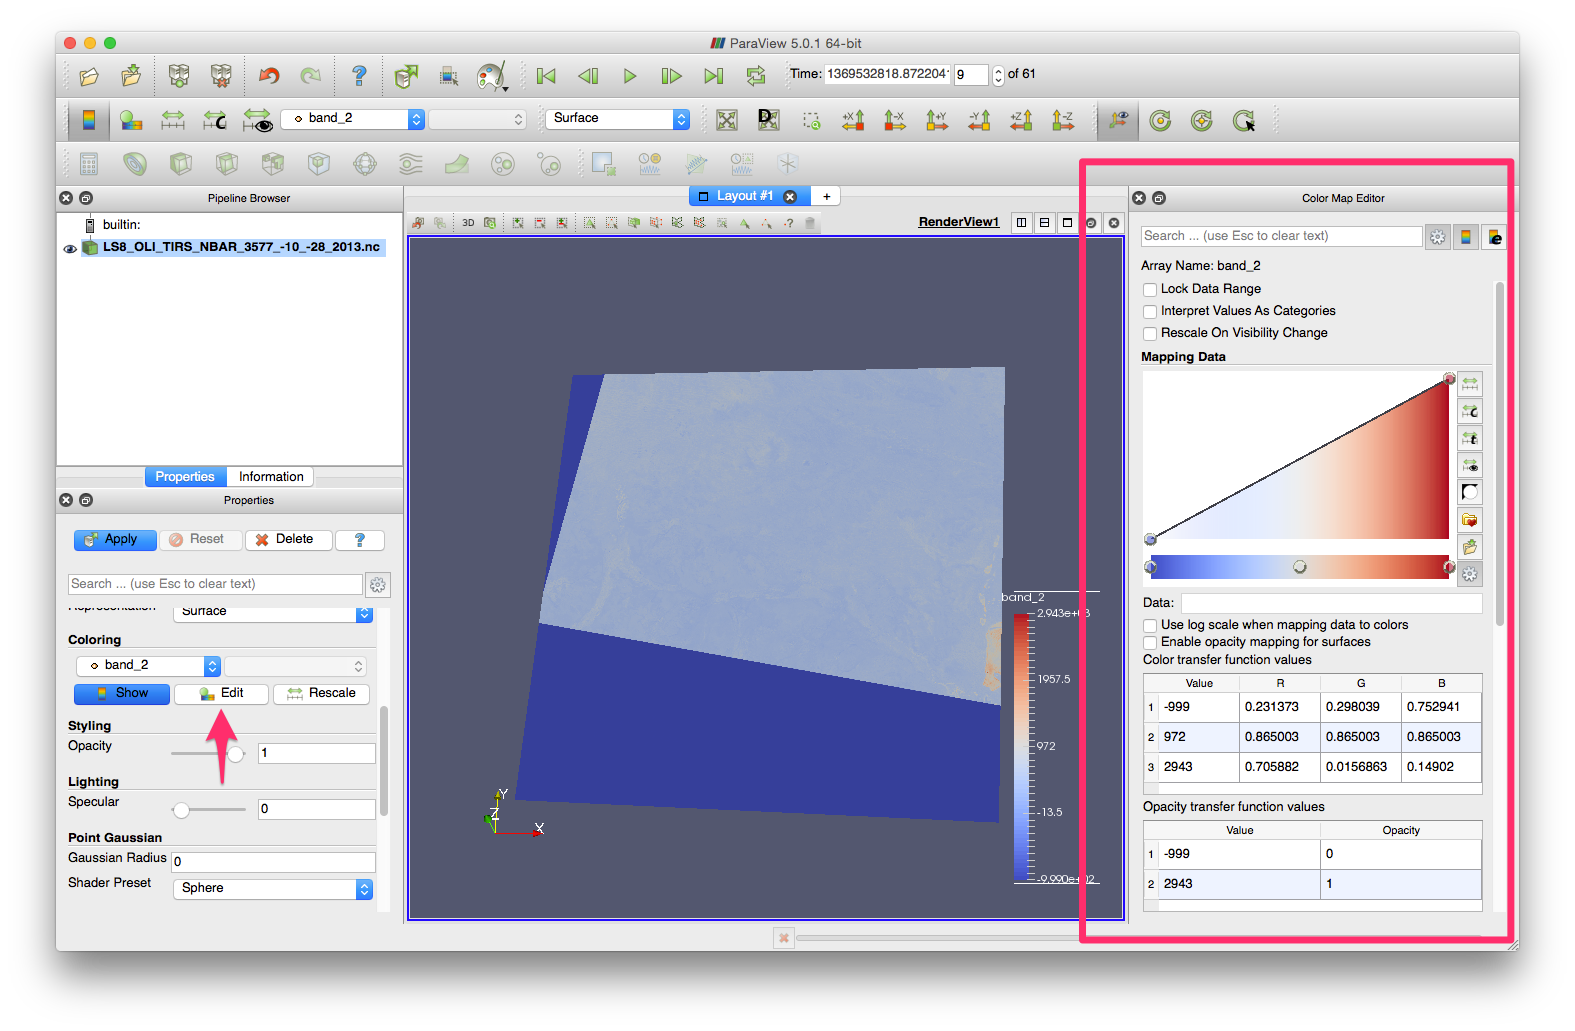 ParaView 5.0.1 64-bit
Time: 1369532818.872204 9 of 61
band_2 Surface
+X -X +Y -Y +Z -Z
Pipeline Browser
builtin:
LS8_OLI_TIRS_NBAR_3577_-10_-28_2013.nc
Properties Information
Properties
Apply Reset Delete ?
Search ... (use Esc to clear text)
Representation Surface
Coloring
band_2
Show Edit Rescale
Styling
Opacity 1
Lighting
Specular 0
Point Gaussian
Gaussian Radius 0
Shader Preset Sphere
Layout #1 +
3D RenderView1
band_2
2.943e+03
1957.5
972
-13.5
-9.990e+02
Y
Z
X
Color Map Editor
Search ... (use Esc to clear text)
Array Name: band_2
Lock Data Range
Interpret Values As Categories
Rescale On Visibility Change
Mapping Data
Data:
Use log scale when mapping data to colors
Enable opacity mapping for surfaces
Color transfer function values
Value R G B
1 -999 0.231373 0.298039 0.752941
2 972 0.865003 0.865003 0.865003
3 2943 0.705882 0.0156863 0.14902
Opacity transfer function values
Value Opacity
1 -999 0
2 2943 1